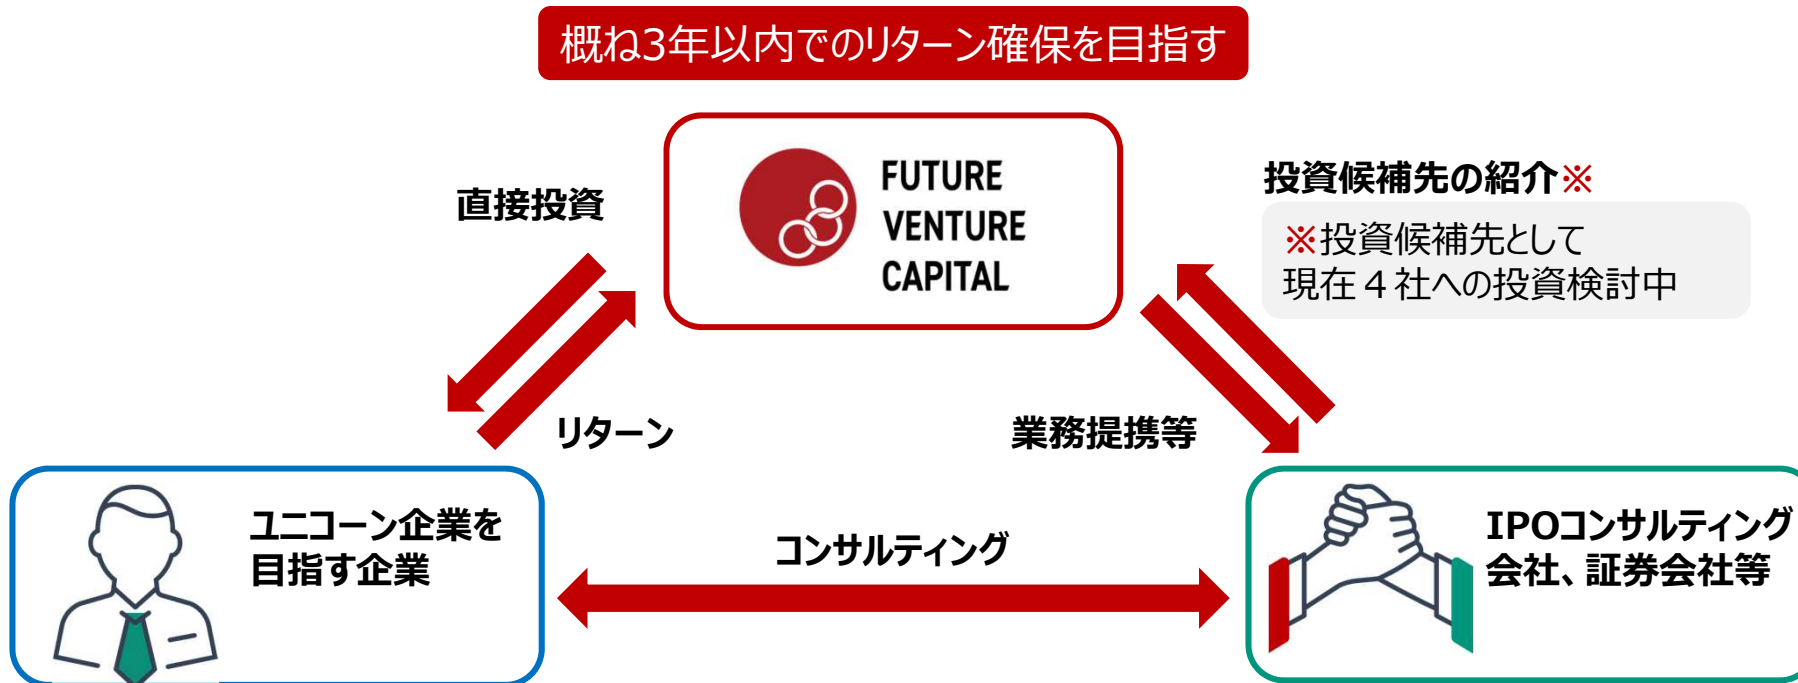 概ね3年以内でのリターン確保を目指す
FUTURE
VENTURE
CAPITAL
直接投資
投資候補先の紹介※
※投資候補先として
現在４社への投資検討中
リターン
業務提携等
ユニコーン企業を
目指す企業
コンサルティング
IPOコンサルティング
会社、証券会社等